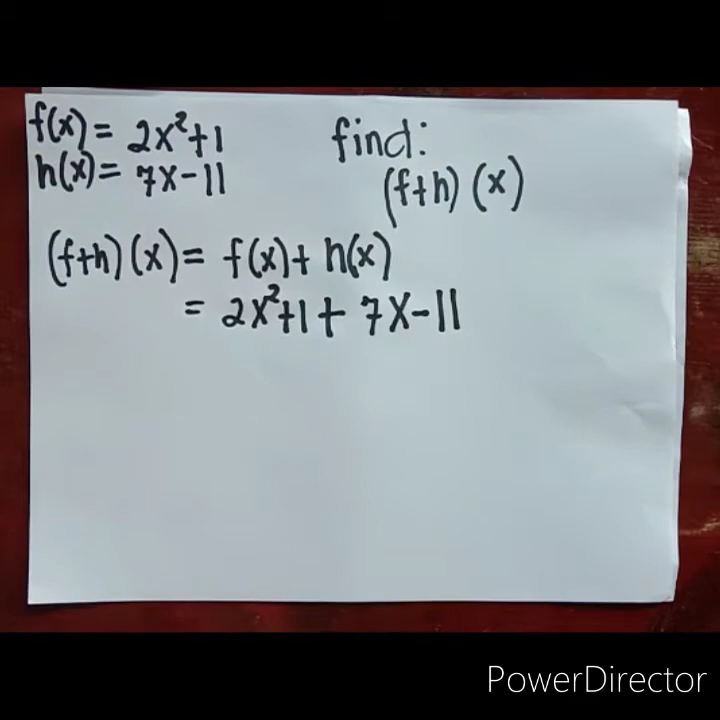 f(x) = 2x²+1
h(x) = 7x-11
find:
(f+h) (x)
(f+h) (x) = f(x) + h(x)
= 2x²+1 + 7x-11
PowerDirector